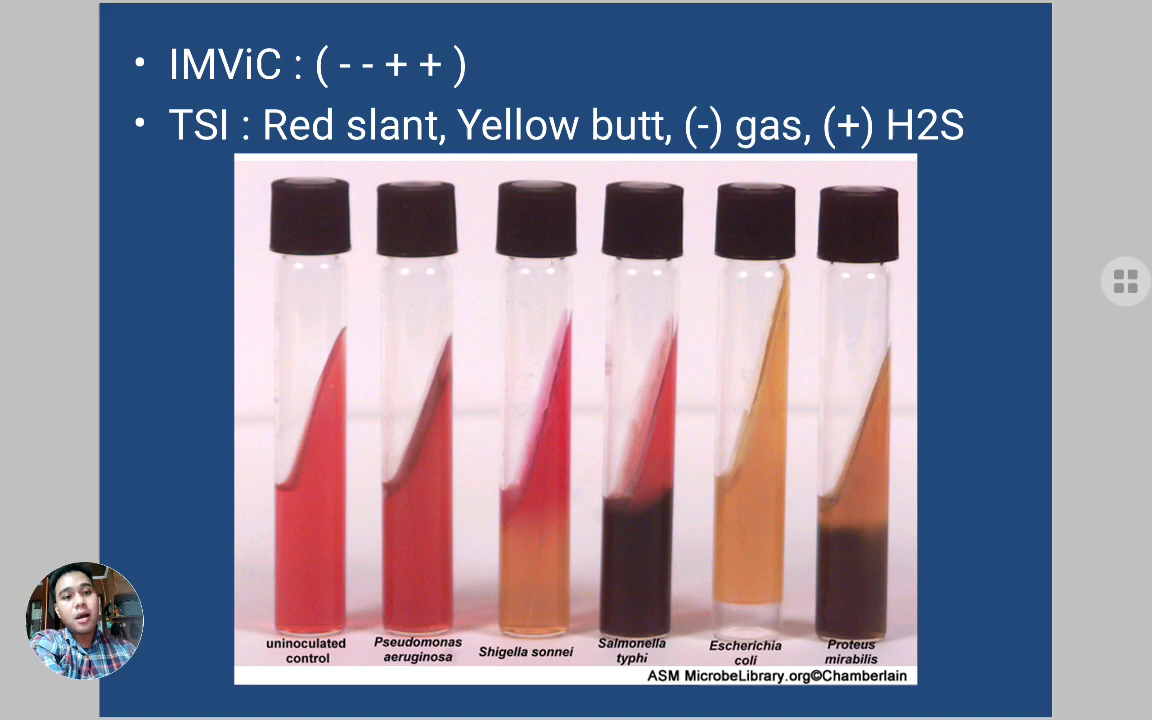 • IMViC : ( - - + + )
• TSI : Red slant, Yellow butt, (-) gas, (+) H2S
uninoculated
control
Pseudomonas
aeruginosa
Shigella sonnei
Salmonella
typhi
Escherichia
coli
Proteus
mirabilis
ASM MicrobeLibrary.org©Chamberlain